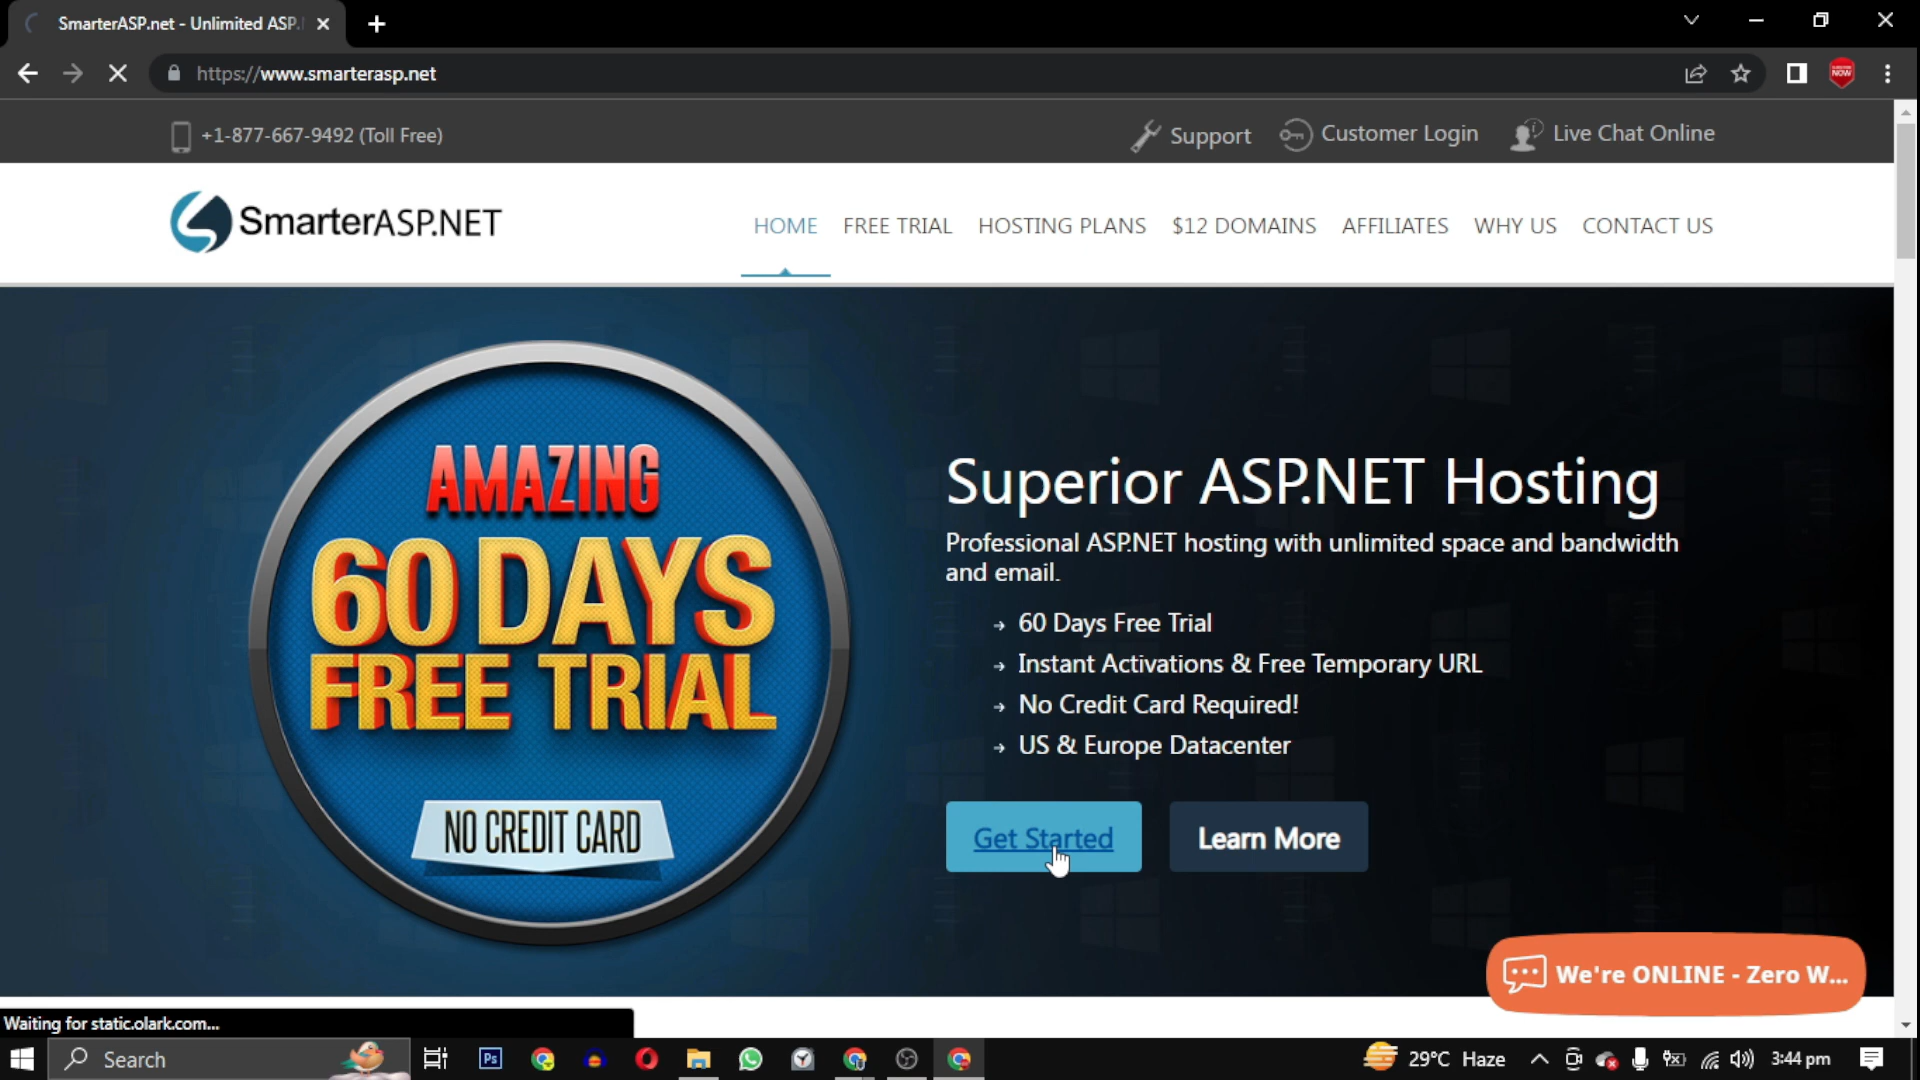 SmarterASP.net - Unlimited ASP.
https://www.smarterasp.net
NOW
+1-877-667-9492 (Toll Free)
Support
Customer Login
Live Chat Online
SmarterASP.NET
HOME
FREE TRIAL
HOSTING PLANS
$12 DOMAINS
AFFILIATES
WHY US
CONTACT US
AMAZING
60 DAYS
FREE TRIAL
NO CREDIT CARD
Superior ASP.NET Hosting
Professional ASP.NET hosting with unlimited space and bandwidth
and email.
→ 60 Days Free Trial
→ Instant Activations & Free Temporary URL
→ No Credit Card Required!
→ US & Europe Datacenter
Get Started
Learn More
We're ONLINE - Zero W...
Waiting for static.olark.com...
Search
Ps
29°C Haze
3:44 pm